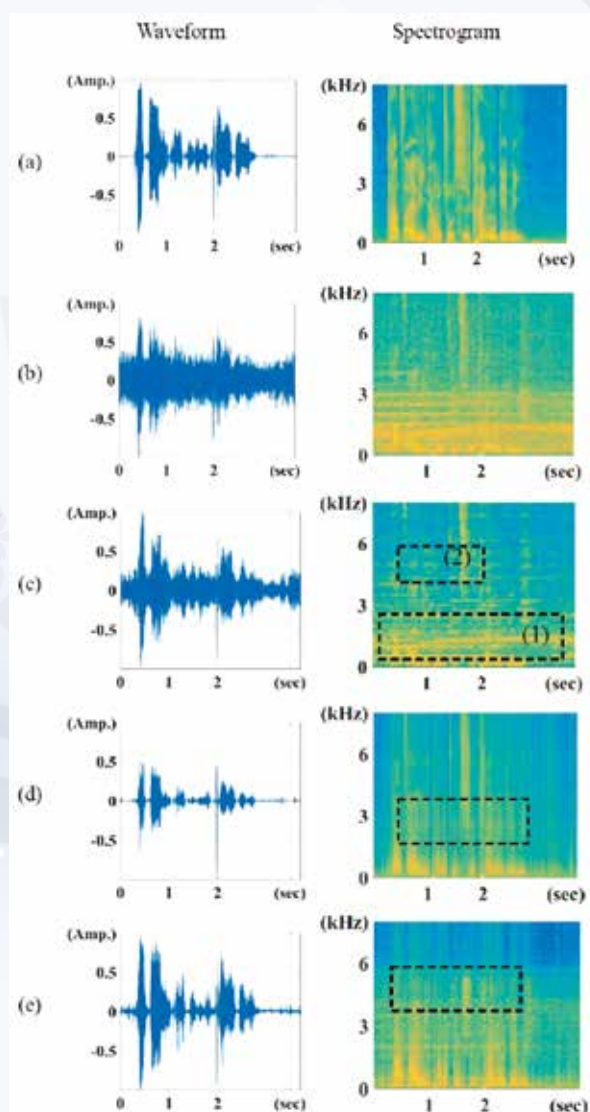 Waveform Spectrogram
(a)
(Amp.)
0.5
0
-0.5
0 1 2 (sec)
(kHz)
6
3
0
1 2 (sec)
(b)
(Amp.)
0.5
0
-0.5
0 1 2 (sec)
(kHz)
6
3
0
1 2 (sec)
(c)
(Amp.)
0.5
0
-0.5
0 1 2 (sec)
(kHz)
6
3
0
(2)
(1)
1 2 (sec)
(d)
(Amp.)
0.5
0
-0.5
0 1 2 (sec)
(kHz)
6
3
0
1 2 (sec)
(e)
(Amp.)
0.5
0
-0.5
0 1 2 (sec)
(kHz)
6
3
0
1 2 (sec)